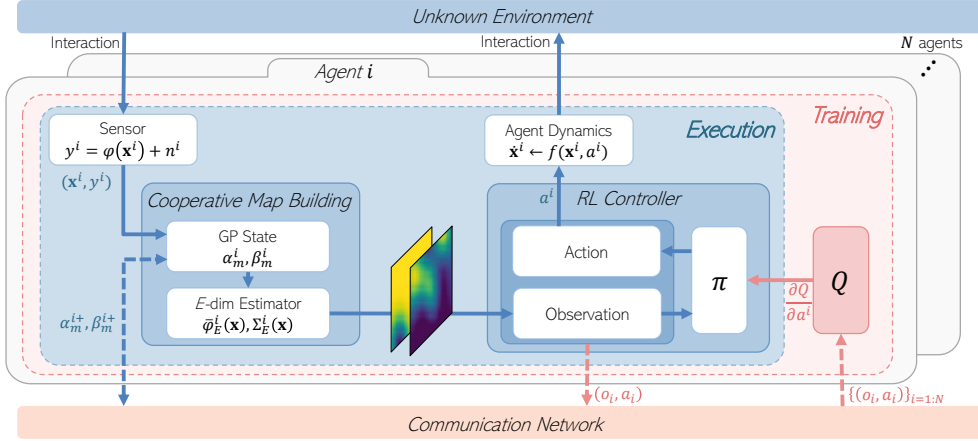 Unknown Environment
Interaction
Interaction
N agents
Agent i
Training
Execution
Sensor
y^i = φ(x^i) + n^i
Agent Dynamics
ẋ^i ← f(x^i, a^i)
(x^i, y^i)
a^i
Cooperative Map Building
RL Controller
GP State
α_m^i, β_m^i
Action
π
Q
∂Q
∂a^i
E-dim Estimator
φ̄_E^i(x), Σ_E^i(x)
Observation
α_m^{i+}, β_m^{i+}
(o_i, a_i)
{(o_i, a_i)}_{i=1:N}
Communication Network